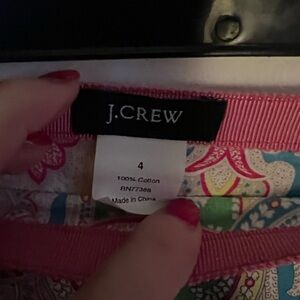 J.CREW
4
100% Cotton
RN77388
Made in China